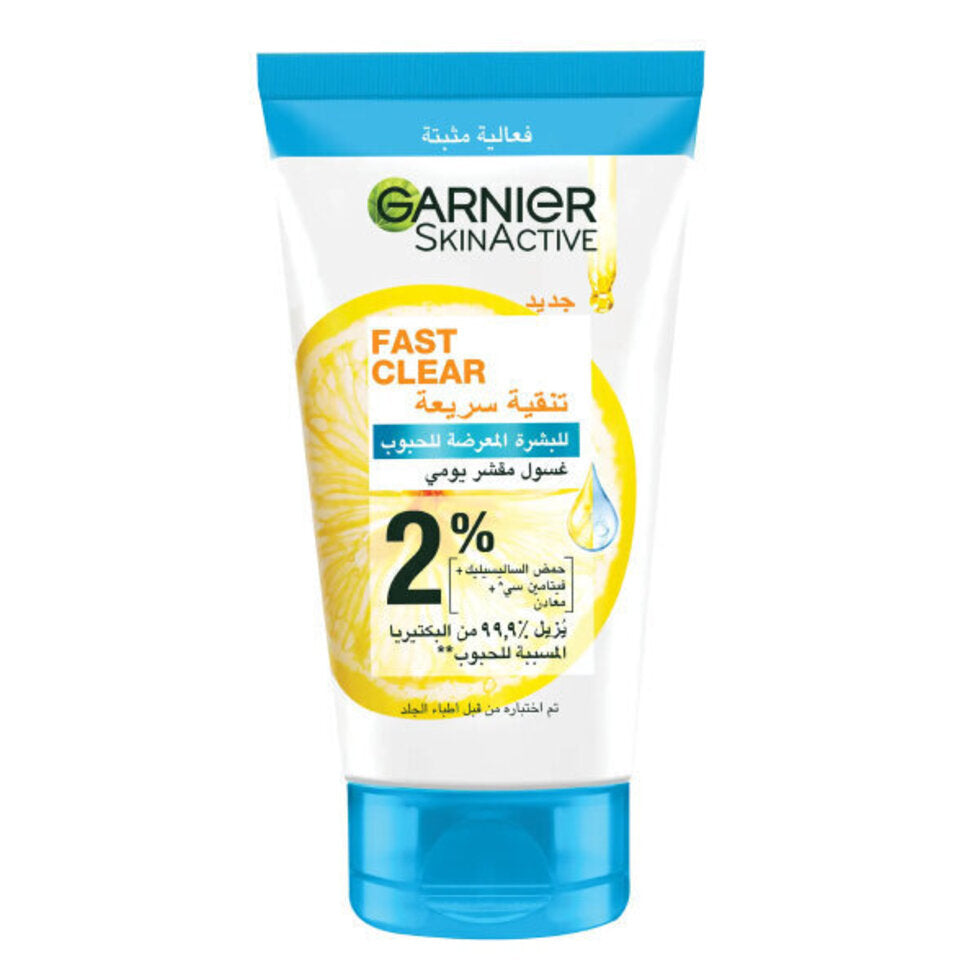 فعالية مثبتة
GARNIER
SKINACTIVE
جديد
FAST
CLEAR
تنقية سريعة
للبشرة المعرضة للحبوب
غسول مقشر يومي
2%
حمض الساليسيليك+
فيتامين سي*+
معادن
يُزيل ٩٩,٩٪ من البكتيريا
المسببة للحبوب**
تم اختباره من قبل اطباء الجلد